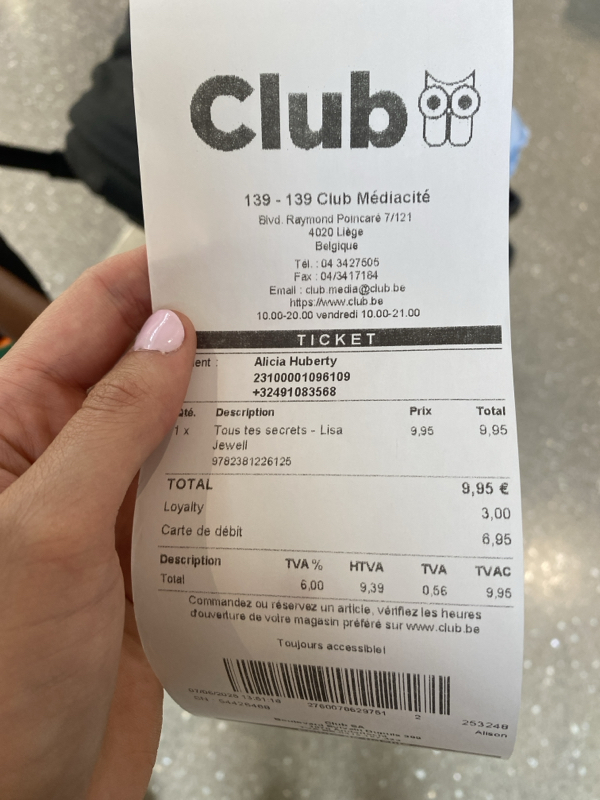 Club
139 - 139 Club Médiacité
Blvd. Raymond Poincaré 7/121
4020 Liège
Belgique
Tél. : 04 3427605
Fax : 04/3417184
Email : club.media@club.be
https://www.club.be
10.00-20.00 vendredi 10.00-21.00
TICKET
ent : Alicia Huberty
23100001096109
+32491083568
té. Description Prix Total
1 x Tous tes secrets - Lisa 9,95 9,95
Jewell
9782381226125
TOTAL 9,95 €
Loyalty 3,00
Carte de débit 6,95
Description TVA % HTVA TVA TVAC
Total 6,00 9,39 0,56 9,95
Commandez ou réservez un article, vérifiez les heures
d'ouverture de votre magasin préféré sur www.club.be
Toujours accessible!
2 253248
Alison
Club SA